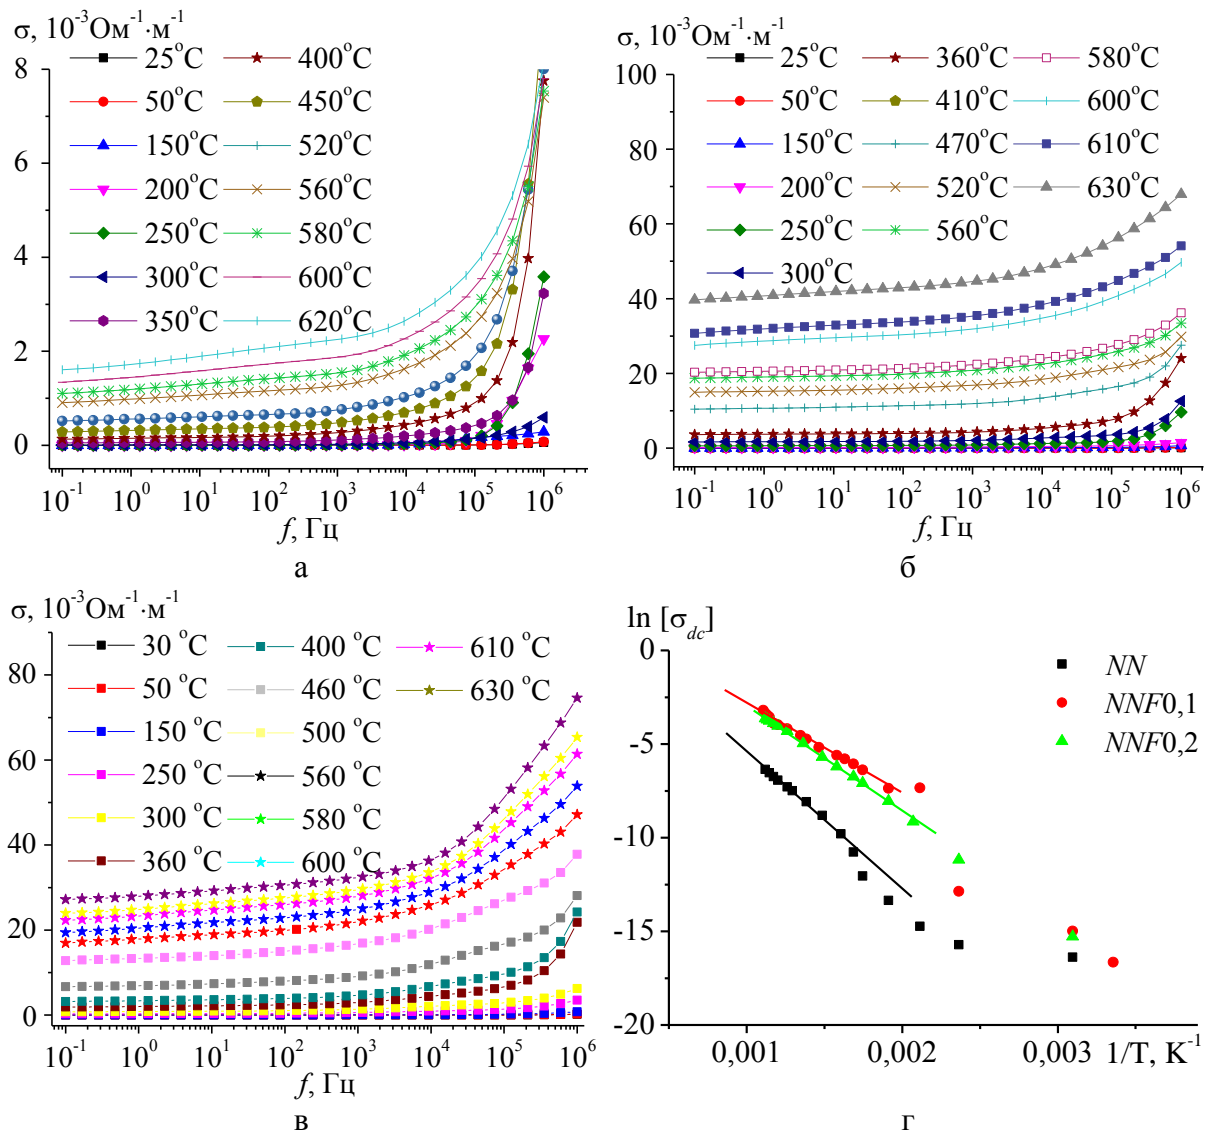 σ, 10⁻³Ом⁻¹·м⁻¹
8
6
4
2
0
25°C
50°C
150°C
200°C
250°C
300°C
350°C
400°C
450°C
520°C
560°C
580°C
600°C
620°C
10⁻¹ 10⁰ 10¹ 10² 10³ 10⁴ 10⁵ 10⁶
f, Гц
а
σ, 10⁻³Ом⁻¹·м⁻¹
100
80
60
40
20
0
25°C
50°C
150°C
200°C
250°C
300°C
360°C
410°C
470°C
520°C
560°C
580°C
600°C
610°C
630°C
10⁻¹ 10⁰ 10¹ 10² 10³ 10⁴ 10⁵ 10⁶
f, Гц
б
σ, 10⁻³Ом⁻¹·м⁻¹
80
60
40
20
0
30 °C
50 °C
150 °C
250 °C
300 °C
360 °C
400 °C
460 °C
500 °C
560 °C
580 °C
600 °C
610 °C
630 °C
10⁻¹ 10⁰ 10¹ 10² 10³ 10⁴ 10⁵ 10⁶
f, Гц
в
ln [σdc]
0
-5
-10
-15
-20
NN
NNF0,1
NNF0,2
0,001 0,002 0,003 1/T, K⁻¹
г